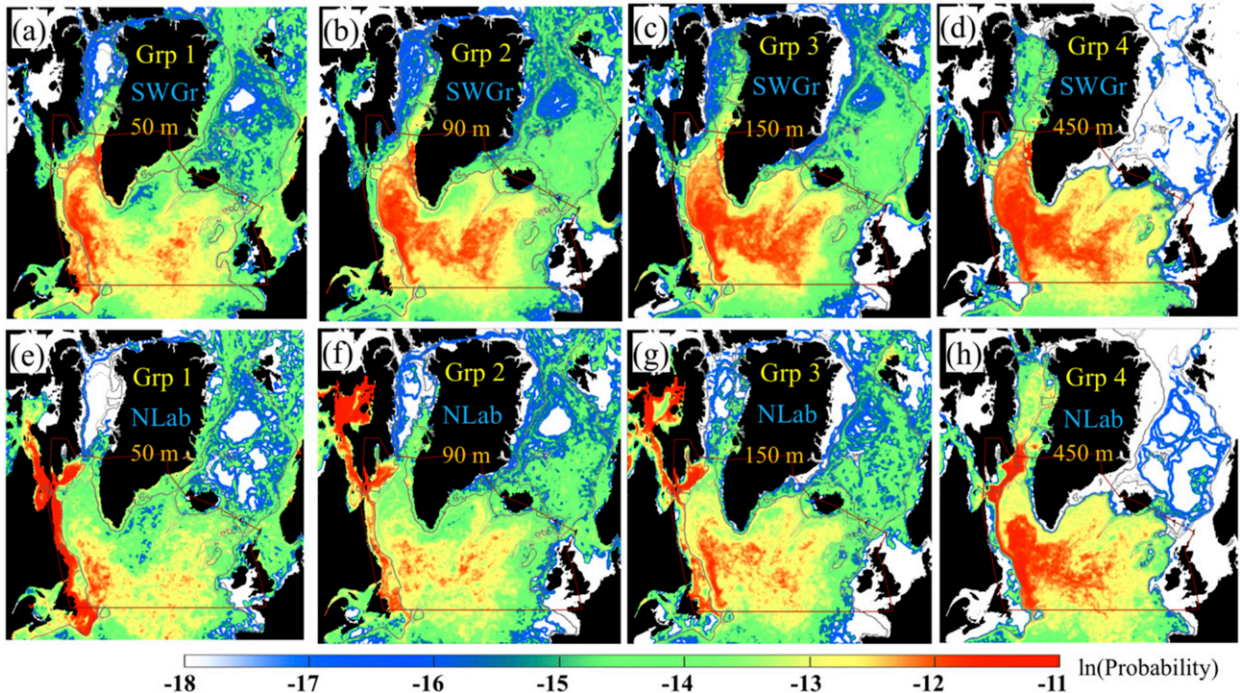 (a) Grp 1 SWGr 50 m
(b) Grp 2 SWGr 90 m
(c) Grp 3 SWGr 150 m
(d) Grp 4 SWGr 450 m
(e) Grp 1 NLab 50 m
(f) Grp 2 NLab 90 m
(g) Grp 3 NLab 150 m
(h) Grp 4 NLab 450 m
-18 -17 -16 -15 -14 -13 -12 -11 ln(Probability)